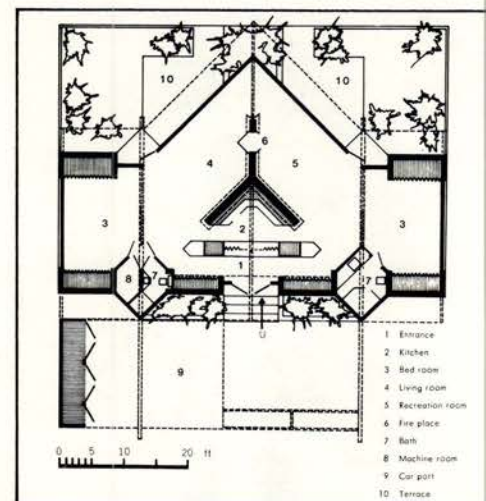 10
10
6
4
5
3
2
3
1
8
7
7
U
9
1 Entrance
2 Kitchen
3 Bed room
4 Living room
5 Recreation room
6 Fire place
7 Bath
8 Machine room
9 Car port
10 Terrace
0 5 10 20 ft